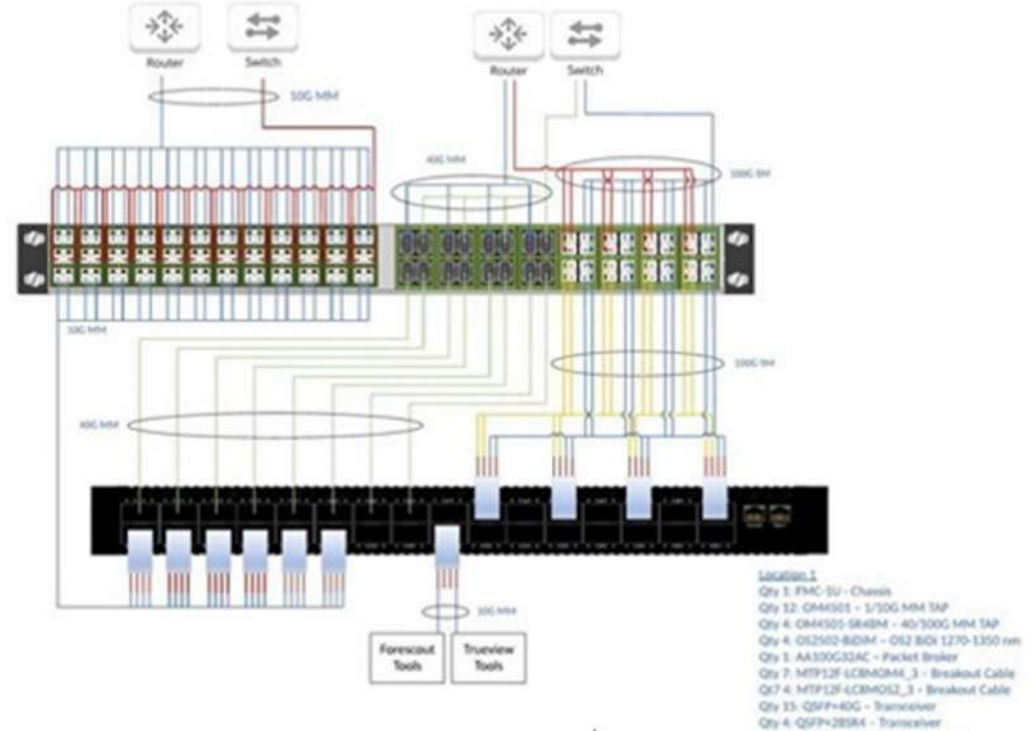 Router
Switch
Router
Switch
10G MM
40G MM
100G SM
10G MM
100G SM
40G MM
10G MM
Forescout
Tools
Trueview
Tools
Location 1
Qty 1: FMC-1U - Chassis
Qty 12: OM4501 – 1/10G MM TAP
Qty 4: OM4501-SR4BM – 40/100G MM TAP
Qty 4: OS2502-BiDiM – OS2 BiDi 1270-1350 nm
Qty 1: AA100G32AC – Packet Broker
Qty 7: MTP12F-LC8MOM4_3 – Breakout Cable
Qt7 4: MTP12F-LC8MOS2_3 – Breakout Cable
Qty 15: QSFP+40G – Transceiver
Qty 4: QSFP+28SR4 – Transceiver